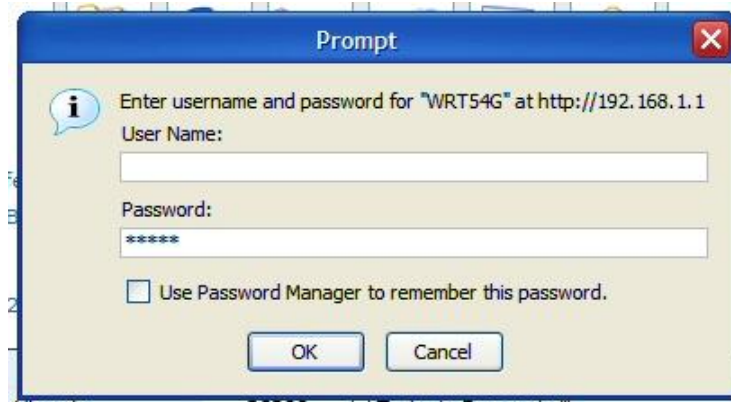 Prompt
Enter username and password for "WRT54G" at http://192.168.1.1
User Name:
Password:
*****
Use Password Manager to remember this password.
OK
Cancel